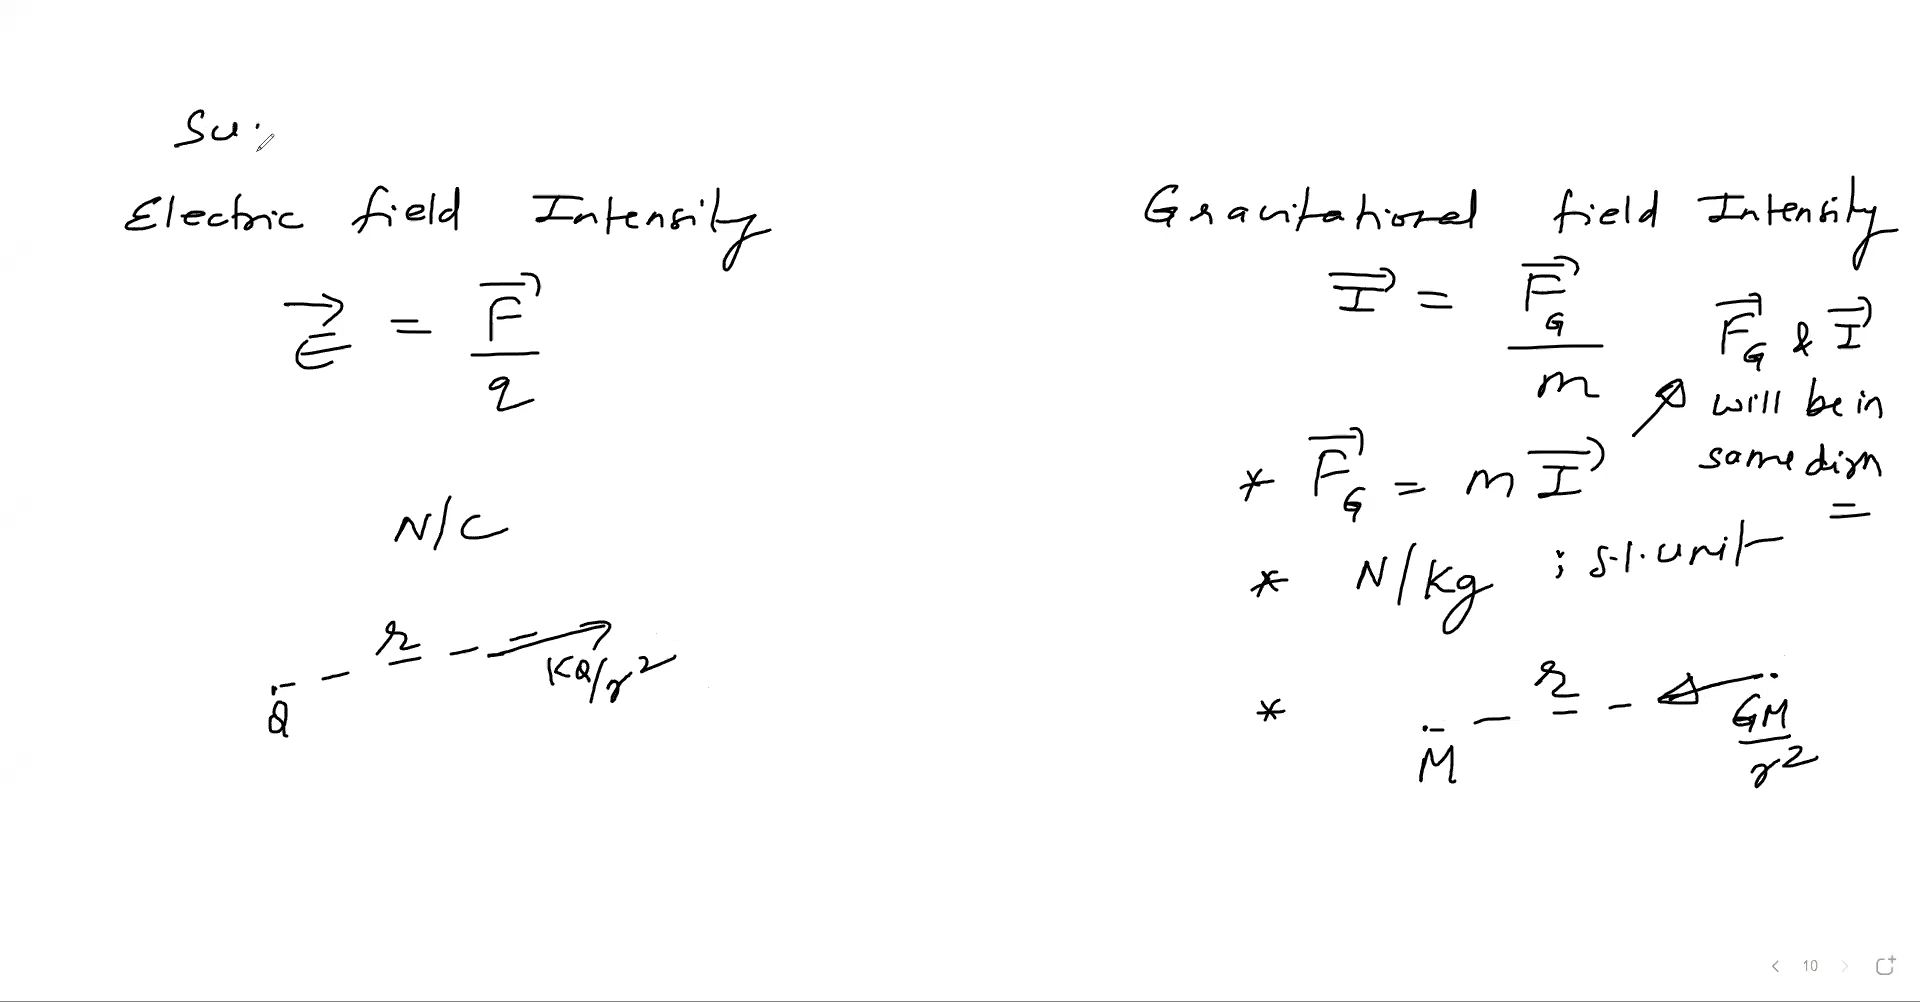 Su.
Electric field Intensity
E = F/q
N/C
Q r KQ/r²
Gravitational field Intensity
I = F_G/m
F_G & I
will be in
same dirn
* F_G = m I
* N/Kg ; S.I. unit
* M r GM/r²
10